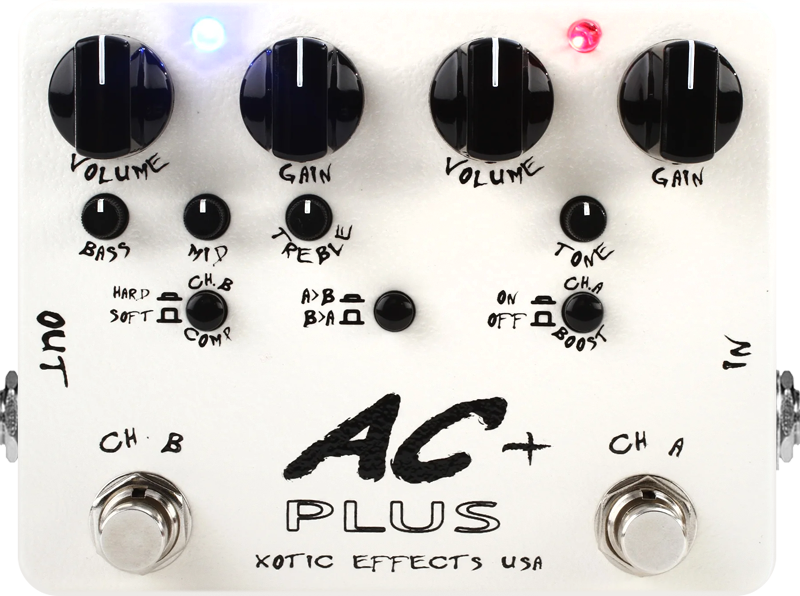 VOLUME GAIN VOLUME GAIN
BASS MID TREBLE TONE
CH. B CH.A
HARD A>B ON
SOFT B>A OFF
COMP BOOST
OUT IN
CH. B CH A
AC+
PLUS
XOTIC EFFECTS USA